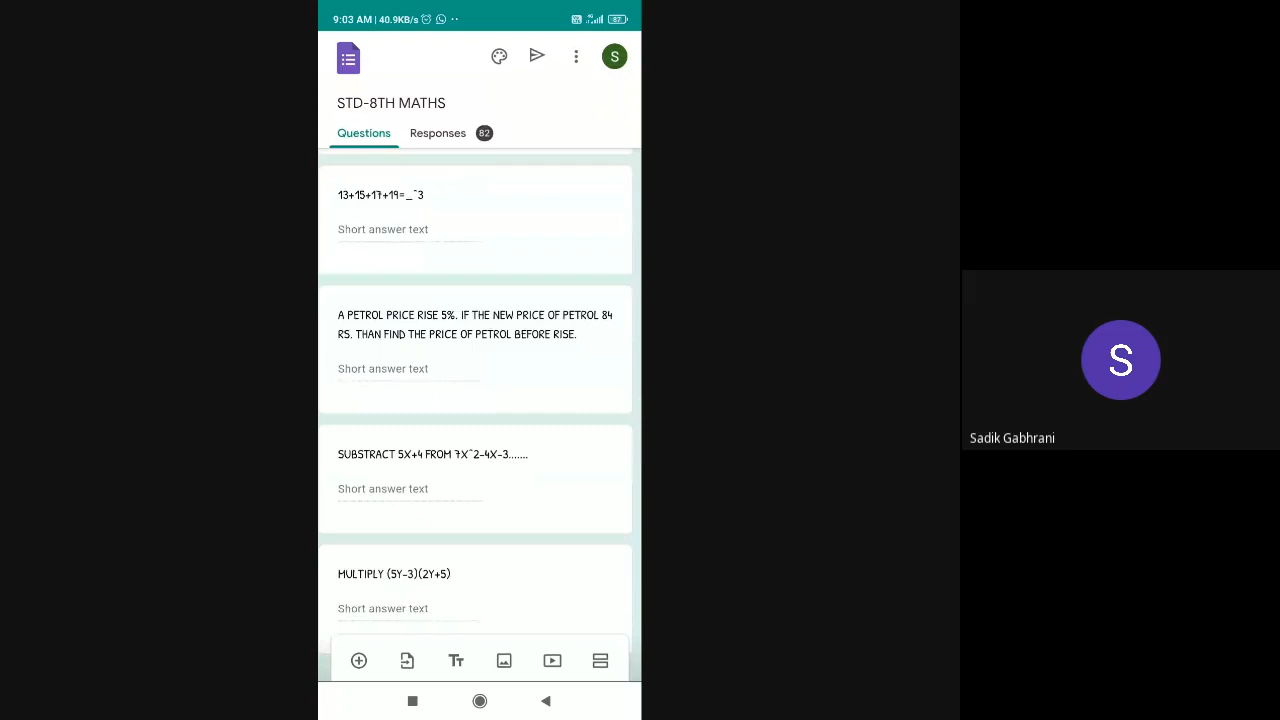 9:03 AM | 40.9KB/s
87
S
STD-8TH MATHS
Questions Responses 82
13+15+17+19=_^3
Short answer text
A PETROL PRICE RISE 5%. IF THE NEW PRICE OF PETROL 84
RS. THAN FIND THE PRICE OF PETROL BEFORE RISE.
Short answer text
SUBSTRACT 5X+4 FROM 7X^2-4X-3.......
Short answer text
MULTIPLY (5Y-3)(2Y+5)
Short answer text
Tт
S
Sadik Gabhrani